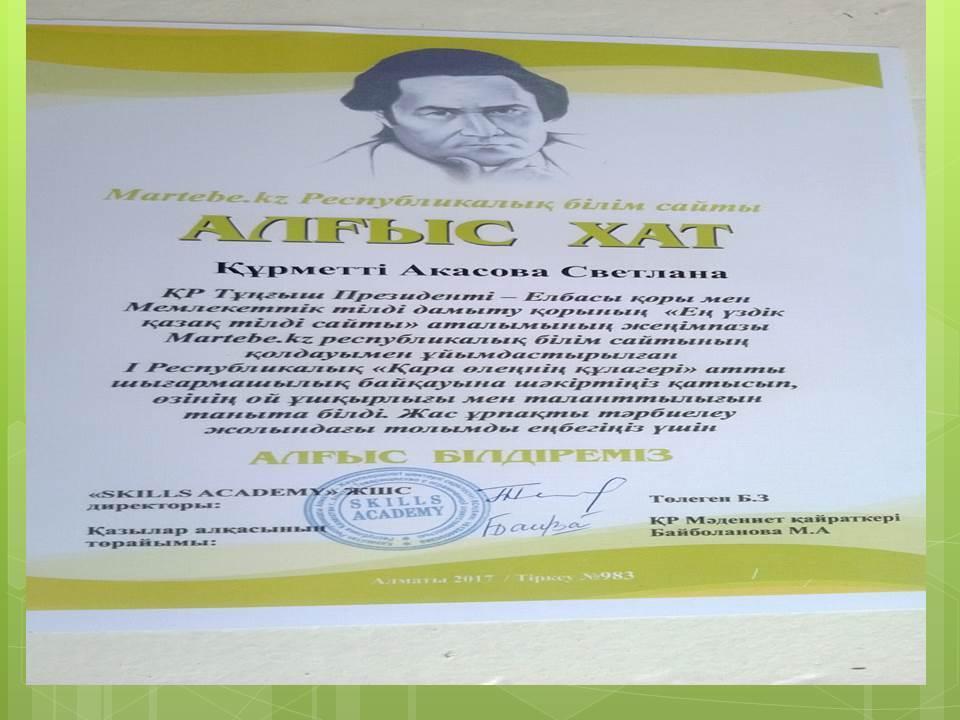 Martebe.kz Республикалық білім сайты
АЛҒЫС ХАТ
Құрметті Акасова Светлана
ҚР Тұңғыш Президенті – Елбасы қоры мен
Мемлекеттік тілді дамыту қорының «Ең үздік
қазақ тілді сайты» аталымының жеңімпазы
Martebe.kz республикалық білім сайтының
қолдауымен ұйымдастырылған
І Республикалық «Қара өлеңнің құлагері» атты
шығармашылық байқауына шәкіртіңіз қатысып,
өзінің ой ұшқырлығы мен таланттылығын
таныта білді. Жас ұрпақты тәрбиелеу
жолындағы толымды еңбегіңіз үшін
АЛҒЫС БІЛДІРЕМІЗ
«SKILLS ACADEMY» ЖШС
директоры:
Төлеген Б.З
SKILLS
ACADEMY
Қазылар алқасының
төрайымы:
ҚР Мәдениет қайраткері
Байболанова М.А
Алматы 2017 / Тіркеу №983